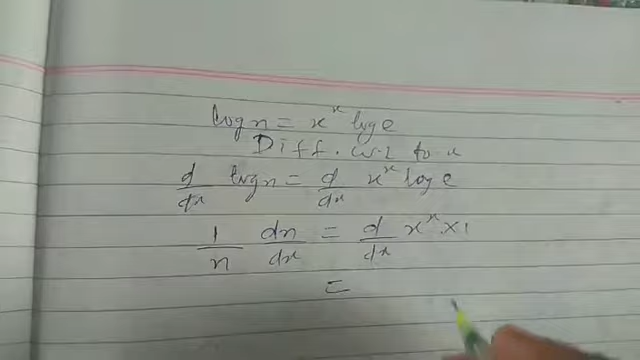 log n = x^x log e
Diff. w.r to x
d/dx log n = d/dx x^x log e
1/n dn/dx = d/dx x^x × 1
=